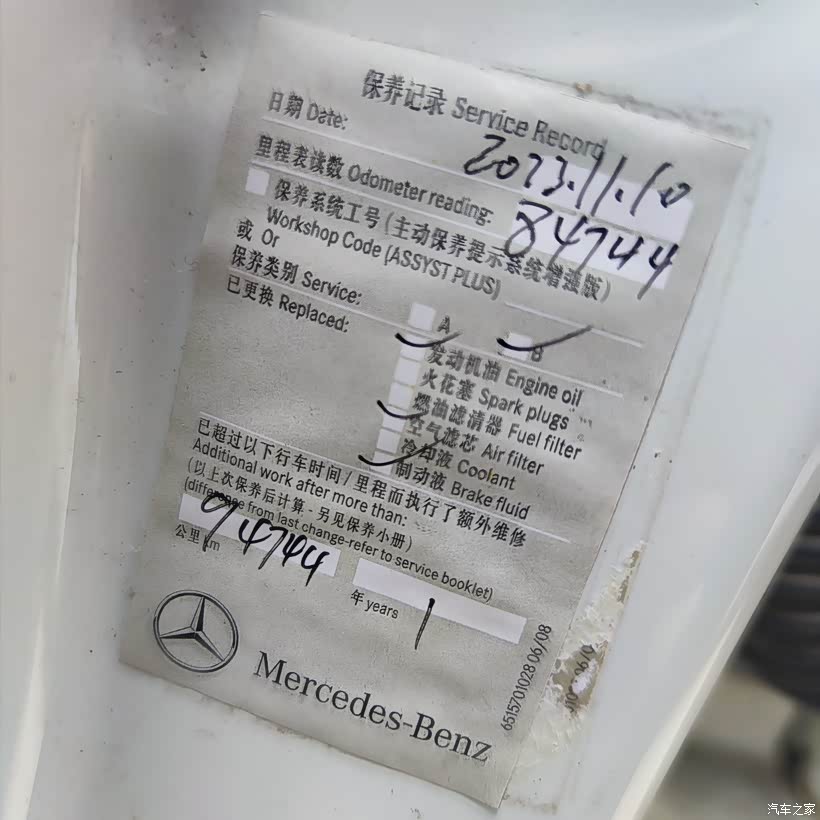 保养记录 Service Record
日期 Date:
2023.11.10
里程表读数 Odometer reading:
84744
保养系统工号 (主动保养提示系统增强版)
Workshop Code (ASSYST PLUS)
或 Or
保养类别 Service:
A
B
已更换 Replaced:
发动机油 Engine oil
火花塞 Spark plugs
燃油滤清器 Fuel filter
空气滤芯 Air filter
冷却液 Coolant
制动液 Brake fluid
已超过以下行车时间/里程而执行了额外维修
Additional work after more than:
(以上次保养后计算-另见保养小册)
(difference from last change-refer to service booklet)
公里 km
94744
年 years
1
Mercedes-Benz
6515701028 06/08
汽车之家